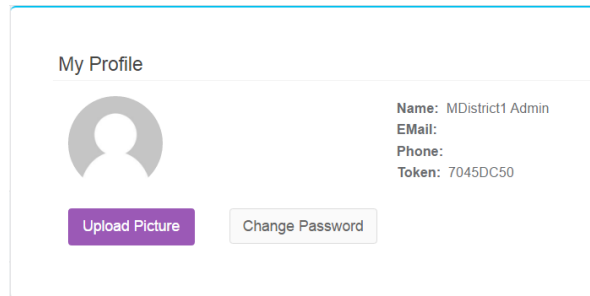 My Profile
Name: MDistrict1 Admin
EMail:
Phone:
Token: 7045DC50
Upload Picture
Change Password